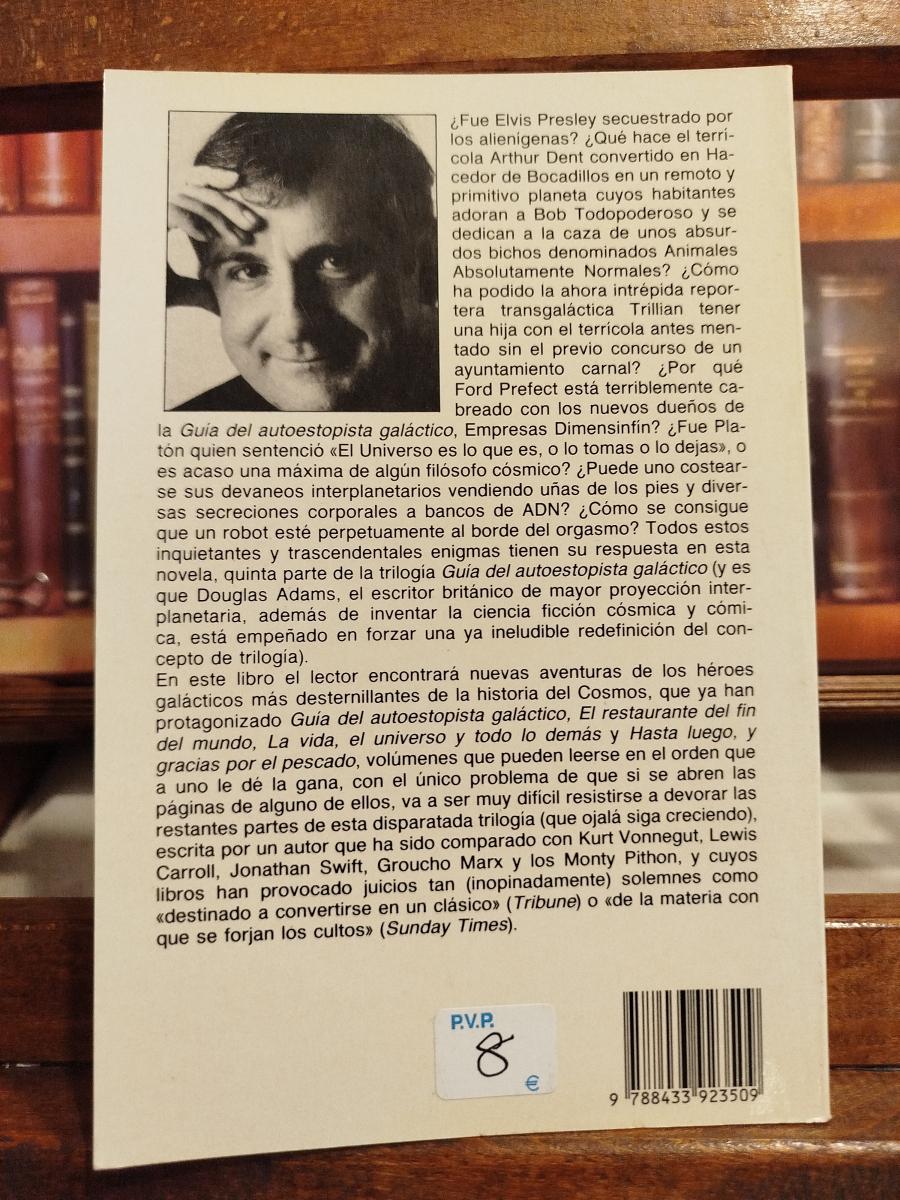 ¿Fue Elvis Presley secuestrado por
los alienígenas? ¿Qué hace el terrí-
cola Arthur Dent convertido en Ha-
cedor de Bocadillos en un remoto y
primitivo planeta cuyos habitantes
adoran a Bob Todopoderoso y se
dedican a la caza de unos absur-
dos bichos denominados Animales
Absolutamente Normales? ¿Cómo
ha podido la ahora intrépida repor-
tera transgaláctica Trillian tener
una hija con el terrícola antes men-
tado sin el previo concurso de un
ayuntamiento carnal? ¿Por qué
Ford Prefect está terriblemente ca-
breado con los nuevos dueños de
la Guía del autoestopista galáctico, Empresas Dimensinfín? ¿Fue Pla-
tón quien sentenció «El Universo es lo que es, o lo tomas o lo dejas», o
es acaso una máxima de algún filósofo cósmico? ¿Puede uno costear-
se sus devaneos interplanetarios vendiendo uñas de los pies y diver-
sas secreciones corporales a bancos de ADN? ¿Cómo se consigue
que un robot esté perpetuamente al borde del orgasmo? Todos estos
inquietantes y trascendentales enigmas tienen su respuesta en esta
novela, quinta parte de la trilogía Guía del autoestopista galáctico (y es
que Douglas Adams, el escritor británico de mayor proyección inter-
planetaria, además de inventar la ciencia ficción cósmica y cómi-
ca, está empeñado en forzar una ya ineludible redefinición del con-
cepto de trilogía).
En este libro el lector encontrará nuevas aventuras de los héroes
galácticos más desternillantes de la historia del Cosmos, que ya han
protagonizado Guía del autoestopista galáctico, El restaurante del fin
del mundo, La vida, el universo y todo lo demás y Hasta luego, y
gracias por el pescado, volúmenes que pueden leerse en el orden que
a uno le dé la gana, con el único problema de que si se abren las
páginas de alguno de ellos, va a ser muy difícil resistirse a devorar las
restantes partes de esta disparatada trilogía (que ojalá siga creciendo),
escrita por un autor que ha sido comparado con Kurt Vonnegut, Lewis
Carroll, Jonathan Swift, Groucho Marx y los Monty Pithon, y cuyos
libros han provocado juicios tan (inopinadamente) solemnes como
«destinado a convertirse en un clásico» (Tribune) o «de la materia con
que se forjan los cultos» (Sunday Times).
P.V.P.
8
€
9 788433 923509